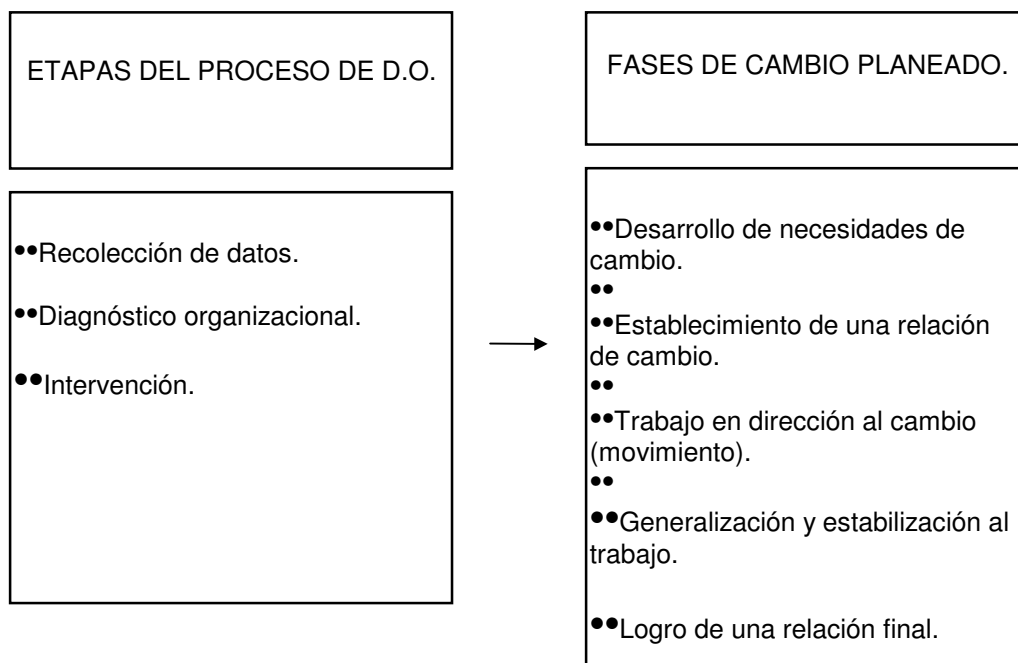 ETAPAS DEL PROCESO DE D.O.
••Recolección de datos.
••Diagnóstico organizacional.
••Intervención.
FASES DE CAMBIO PLANEADO.
••Desarrollo de necesidades de
cambio.
••
••Establecimiento de una relación
de cambio.
••
••Trabajo en dirección al cambio
(movimiento).
••
••Generalización y estabilización al
trabajo.
••Logro de una relación final.